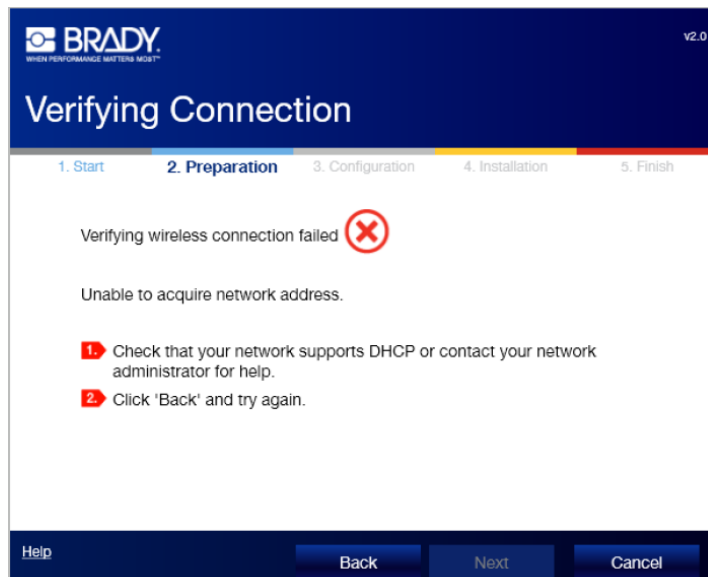 BRADY.
WHEN PERFORMANCE MATTERS MOST™
v2.0
Verifying Connection
1. Start
2. Preparation
3. Configuration
4. Installation
5. Finish
Verifying wireless connection failed
Unable to acquire network address.
1. Check that your network supports DHCP or contact your network
administrator for help.
2. Click 'Back' and try again.
Help
Back
Next
Cancel